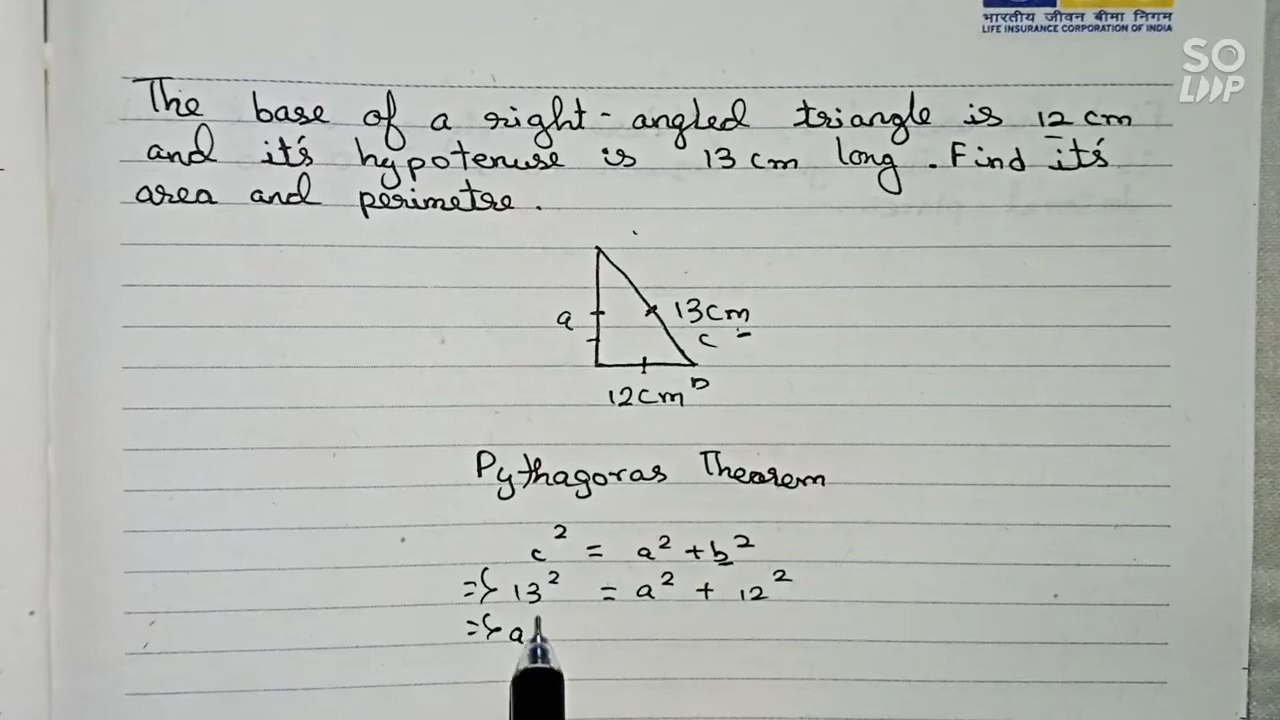 भारतीय जीवन बीमा निगम
LIFE INSURANCE CORPORATION OF INDIA
SO
LOOP
The base of a right-angled triangle is 12 cm
and it's hypotenuse is 13 cm long. Find it's
area and perimetre.
a
13cm
c
12cm
b
Pythagoras Theorem
c² = a² + b²
=> 13² = a² + 12²
=> a